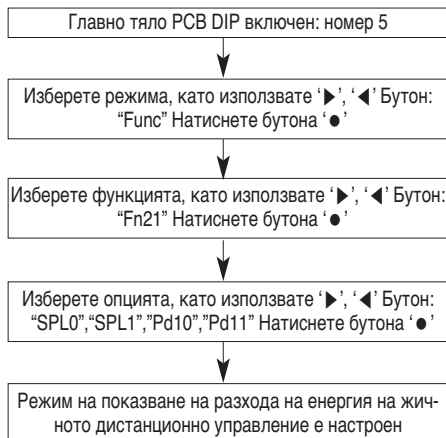 Главно тяло PCB DIP включен: номер 5
Изберете режима, като използвате ‘▶’, ‘◀’ Бутон:
“Func” Натиснете бутона ‘●’
Изберете функцията, като използвате ‘▶’, ‘◀’ Бутон:
“Fn21” Натиснете бутона ‘●’
Изберете опцията, като използвате ‘▶’, ‘◀’ Бутон:
“SPL0”,“SPL1”,”Pd10”,”Pd11” Натиснете бутона ‘●’
Режим на показване на разхода на енергия на жич-
ното дистанционно управление е настроен